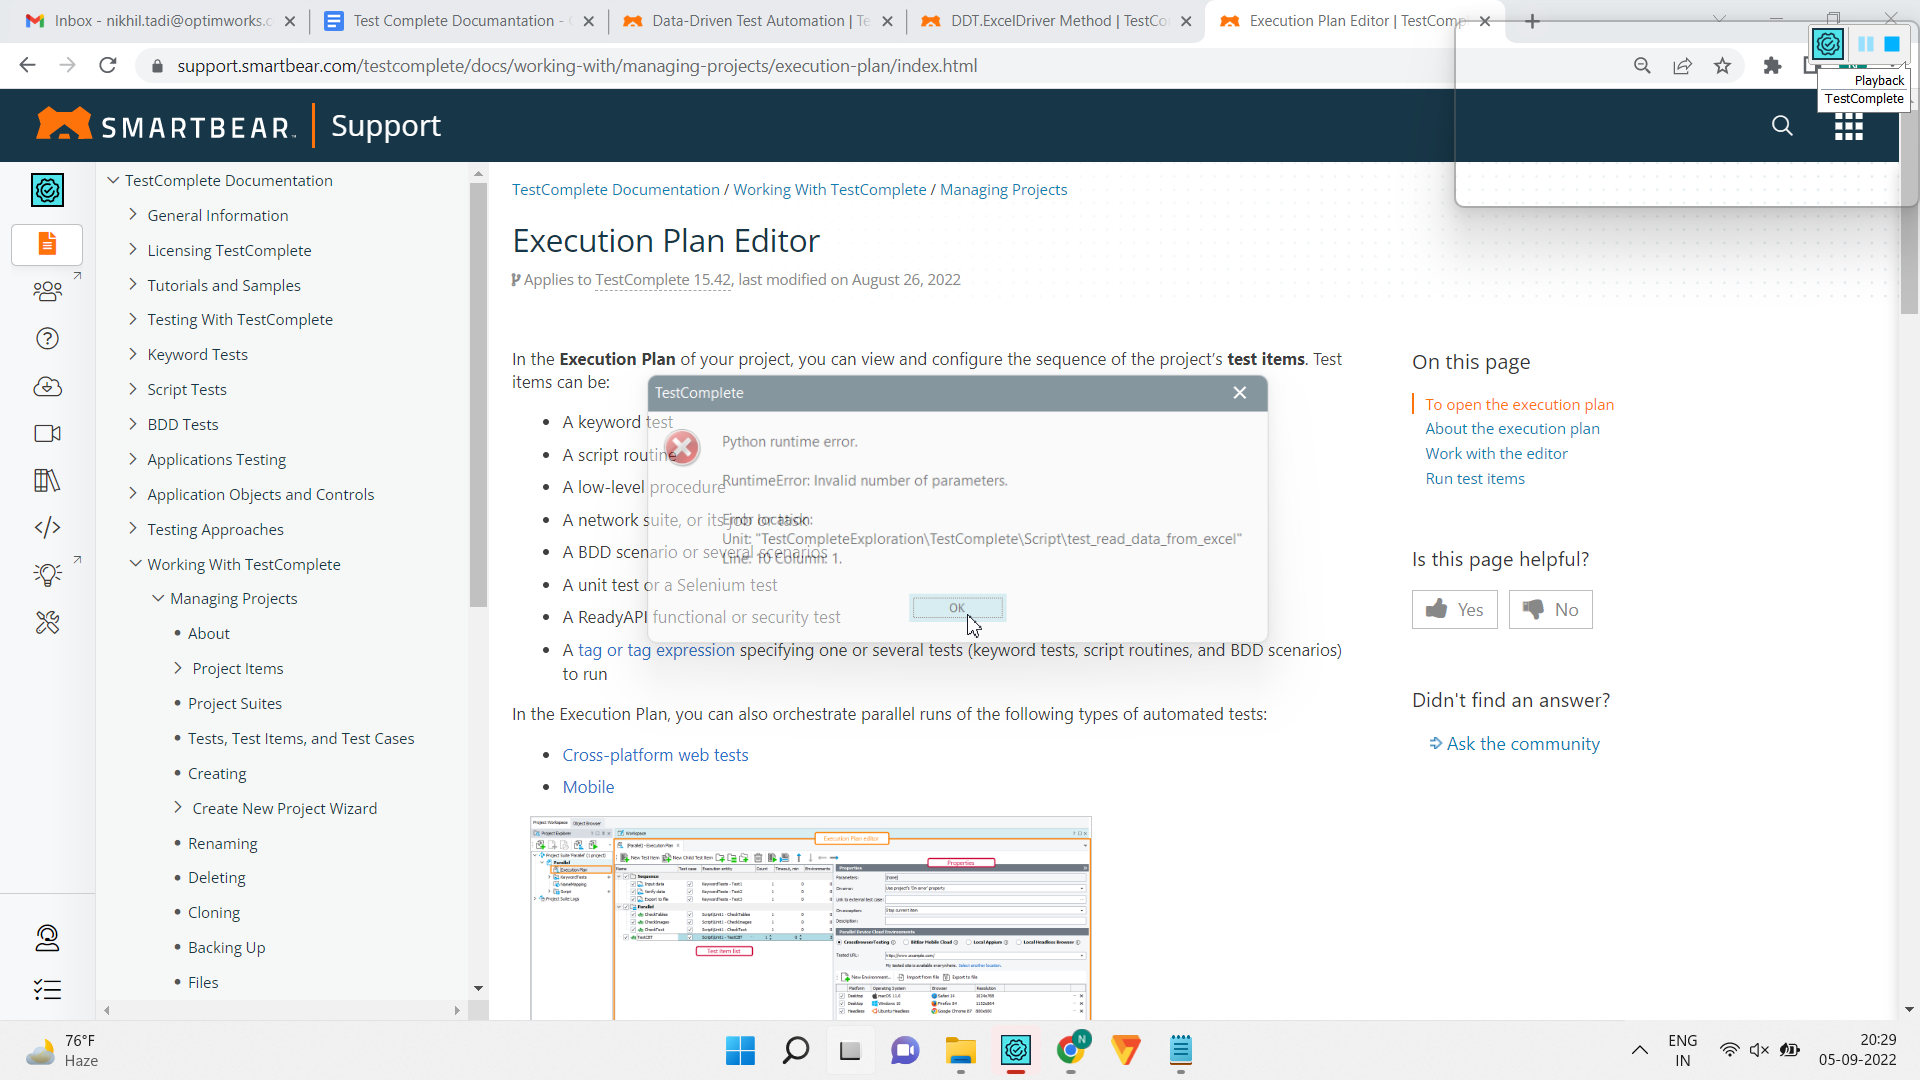 Inbox - nikhil.tadi@optimworks.c
Test Complete Documantation -
Data-Driven Test Automation | Te
DDT.ExcelDriver Method | TestCo
Execution Plan Editor | TestComp
support.smartbear.com/testcomplete/docs/working-with/managing-projects/execution-plan/index.html
Playback
TestComplete
SMARTBEAR
Support
TestComplete Documentation
General Information
Licensing TestComplete
Tutorials and Samples
Testing With TestComplete
Keyword Tests
Script Tests
BDD Tests
Applications Testing
Application Objects and Controls
Testing Approaches
Working With TestComplete
Managing Projects
About
Project Items
Project Suites
Tests, Test Items, and Test Cases
Creating
Create New Project Wizard
Renaming
Deleting
Cloning
Backing Up
Files
TestComplete Documentation / Working With TestComplete / Managing Projects
Execution Plan Editor
Applies to TestComplete 15.42, last modified on August 26, 2022
In the Execution Plan of your project, you can view and configure the sequence of the project's test items. Test
items can be:
A keyword test
A script routine
A low-level procedure
A network suite, or its job or task
A BDD scenario or several scenarios
A unit test or a Selenium test
A ReadyAPI functional or security test
A tag or tag expression specifying one or several tests (keyword tests, script routines, and BDD scenarios)
to run
TestComplete
Python runtime error.
RuntimeError: Invalid number of parameters.
Error location:
Unit: "TestCompleteExploration\TestComplete\Script\test_read_data_from_excel"
Line: 10 Column: 1.
OK
In the Execution Plan, you can also orchestrate parallel runs of the following types of automated tests:
Cross-platform web tests
Mobile
Execution Plan editor
Properties
Test item list
On this page
To open the execution plan
About the execution plan
Work with the editor
Run test items
Is this page helpful?
Yes
No
Didn't find an answer?
Ask the community
76°F
Haze
N
ENG
IN
20:29
05-09-2022